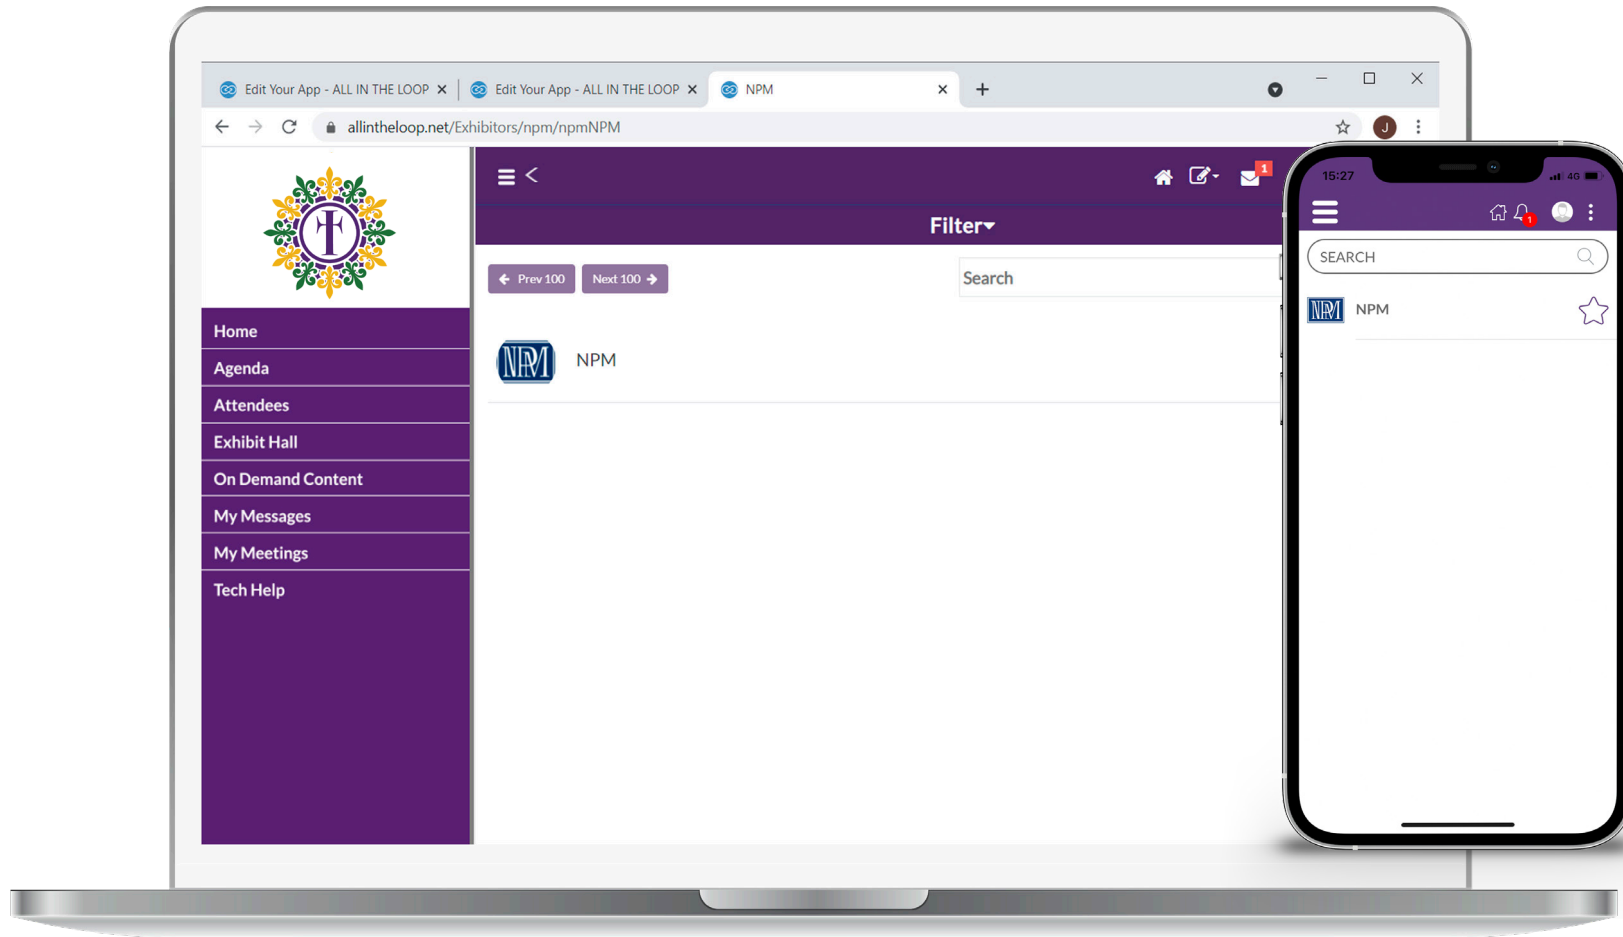 Edit Your App - ALL IN THE LOOP
Edit Your App - ALL IN THE LOOP
NPM
allintheloop.net/Exhibitors/npm/npmNPM
J
1
Filter
Prev 100
Next 100
Search
NPM
NPM
Home
Agenda
Attendees
Exhibit Hall
On Demand Content
My Messages
My Meetings
Tech Help
15:27
4G
1
SEARCH
NPM
NPM